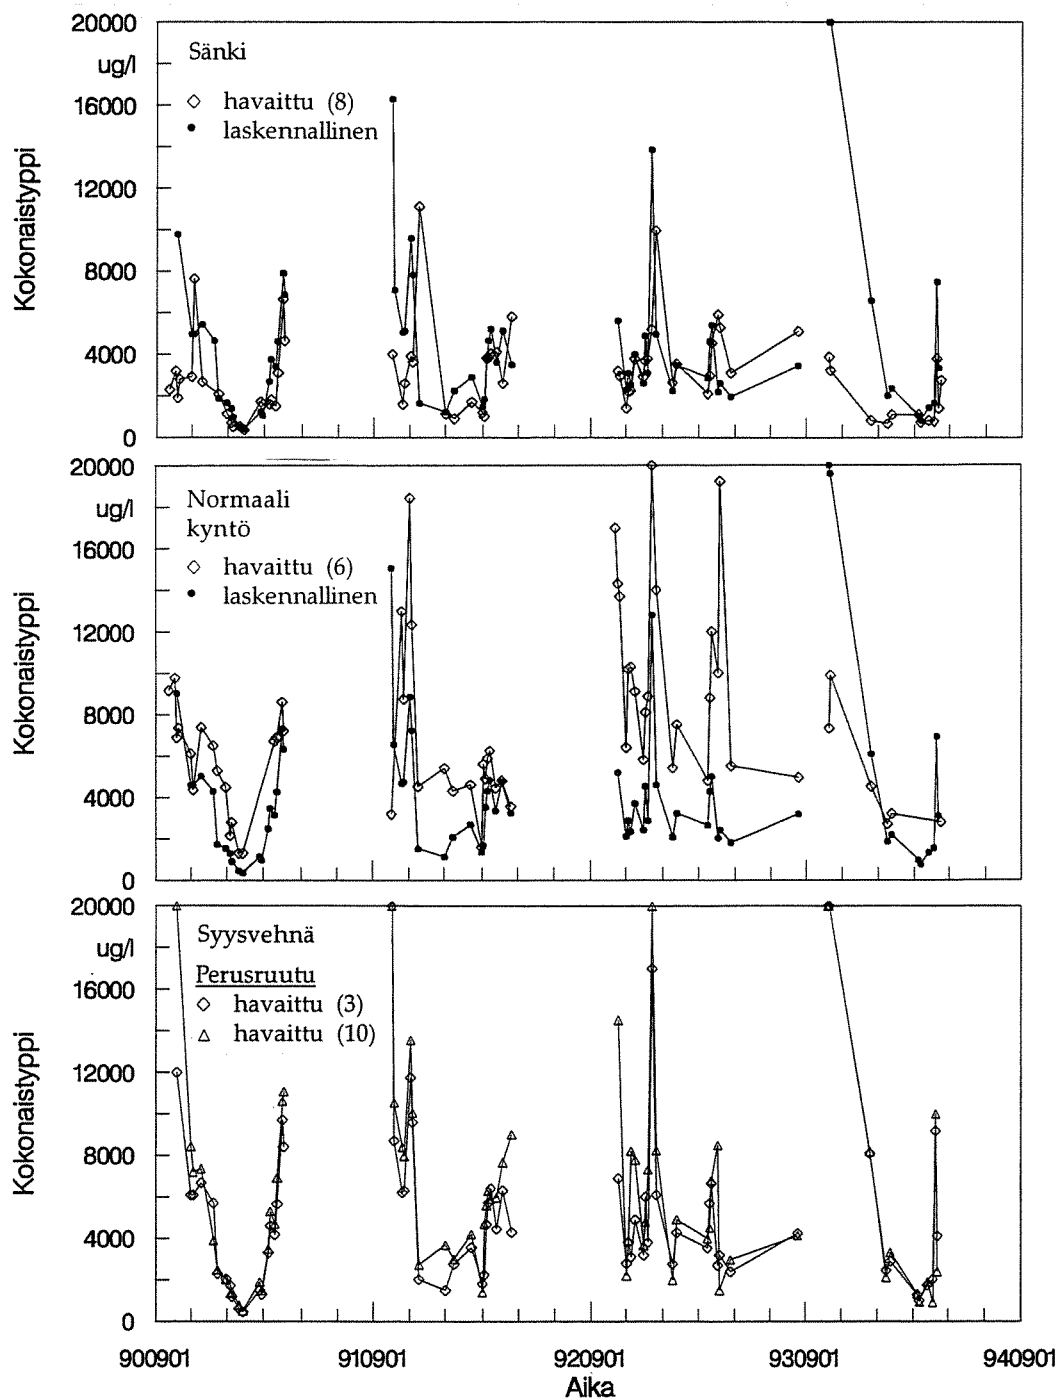 20000
ug/l
16000
12000
8000
4000
0
Kokonaistyppi
Sänki
havaittu (8)
laskennallinen
20000
ug/l
16000
12000
8000
4000
0
Kokonaistyppi
Normaali
kyntö
havaittu (6)
laskennallinen
20000
ug/l
16000
12000
8000
4000
0
Kokonaistyppi
Syysvehnä
Perusruutu
havaittu (3)
havaittu (10)
900901 910901 920901 930901 940901
Aika